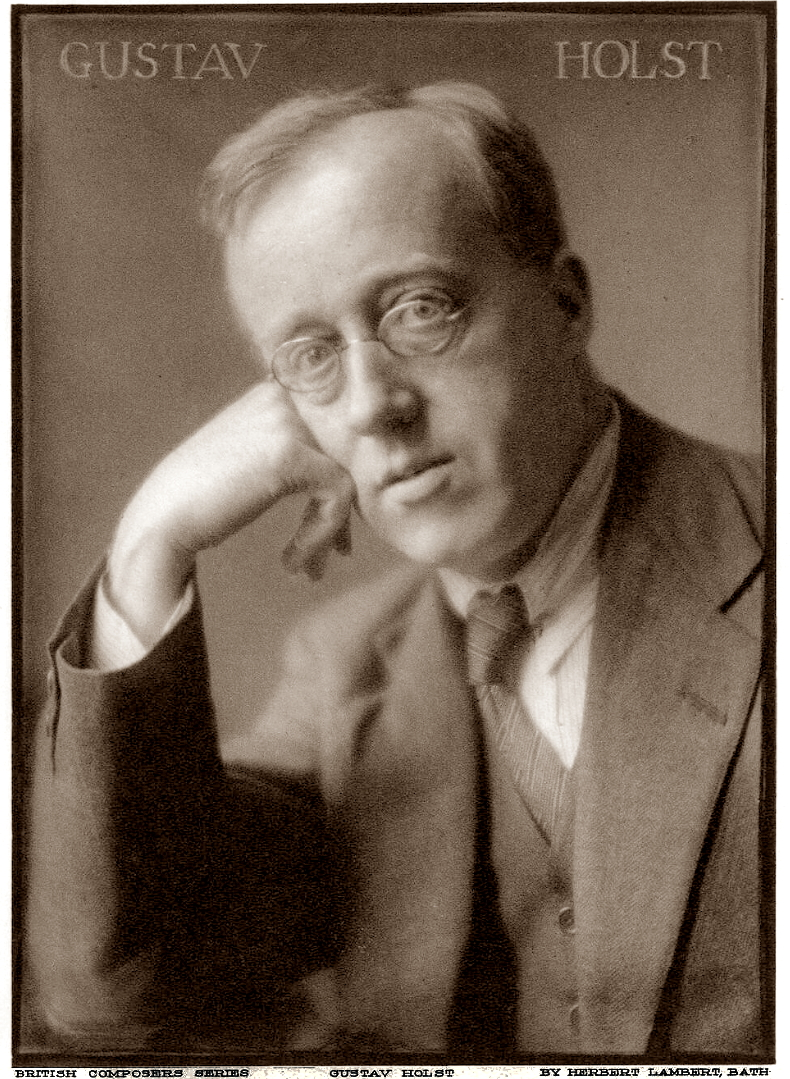 GUSTAV HOLST
BRITISH COMPOSERS SERIES GUSTAV HOLST BY HERBERT LAMBERT, BATH